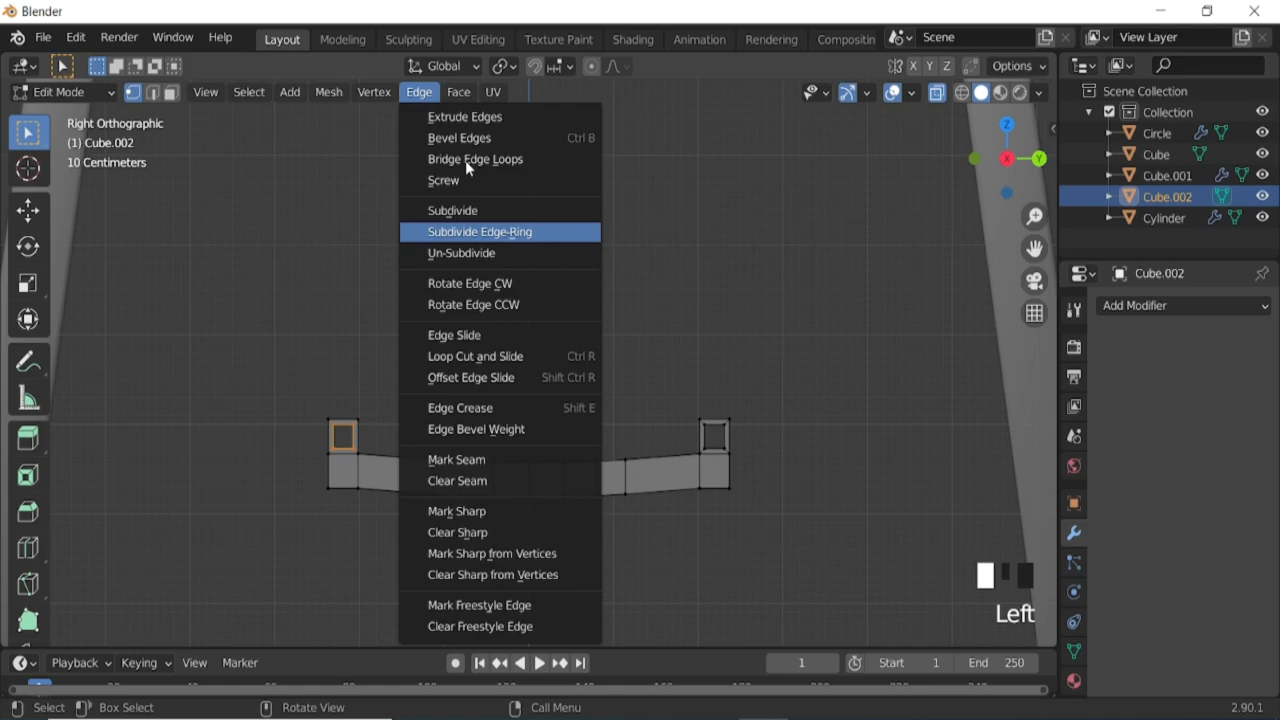 Blender
File Edit Render Window Help Layout Modeling Sculpting UV Editing Texture Paint Shading Animation Rendering Compositin Scene View Layer
Global X Y Z Options
Edit Mode View Select Add Mesh Vertex Edge Face UV
Right Orthographic
(1) Cube.002
10 Centimeters
Extrude Edges
Bevel Edges Ctrl B
Bridge Edge Loops
Screw
Subdivide
Subdivide Edge-Ring
Un-Subdivide
Rotate Edge CW
Rotate Edge CCW
Edge Slide
Loop Cut and Slide Ctrl R
Offset Edge Slide Shift Ctrl R
Edge Crease Shift E
Edge Bevel Weight
Mark Seam
Clear Seam
Mark Sharp
Clear Sharp
Mark Sharp from Vertices
Clear Sharp from Vertices
Mark Freestyle Edge
Clear Freestyle Edge
Z
X Y
Left
Scene Collection
Collection
Circle
Cube
Cube.001
Cube.002
Cylinder
Cube.002
Add Modifier
Playback Keying View Marker 1 Start 1 End 250
Select Box Select Rotate View Call Menu 2.90.1